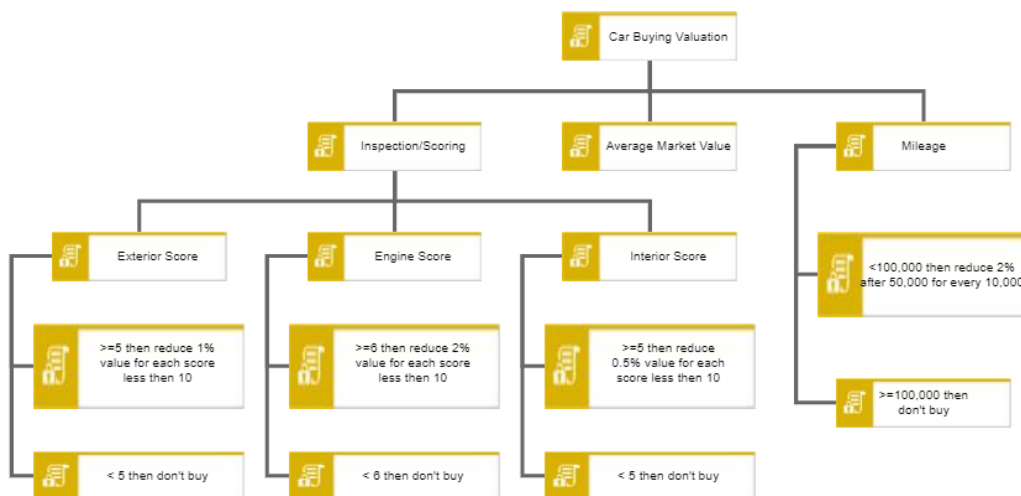 Car Buying Valuation
Inspection/Scoring
Average Market Value
Mileage
Exterior Score
Engine Score
Interior Score
<100,000 then reduce 2%
after 50,000 for every 10,000
>=5 then reduce 1%
value for each score
less then 10
>=6 then reduce 2%
value for each score
less then 10
>=5 then reduce
0.5% value for each
score less then 10
>=100,000 then
don't buy
< 5 then don't buy
< 6 then don't buy
< 5 then don't buy